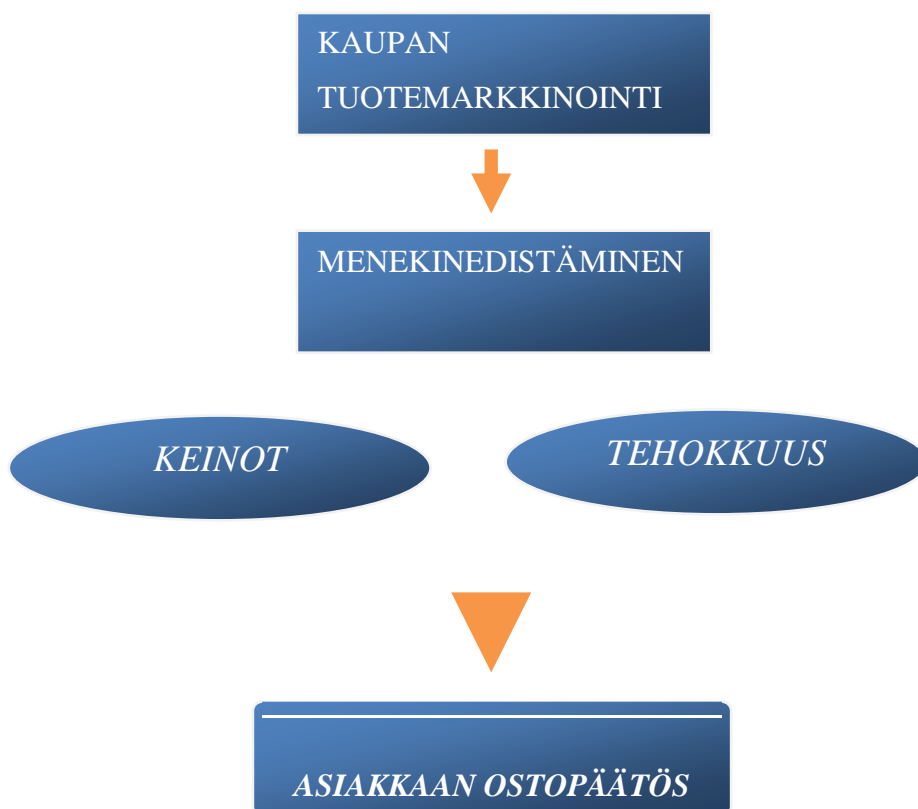 KAUPAN
TUOTEMARKKINOINTI
MENEKINEDISTÄMINEN
KEINOT
TEHOKKUUS
ASIAKKAAN OSTOPÄÄTÖS